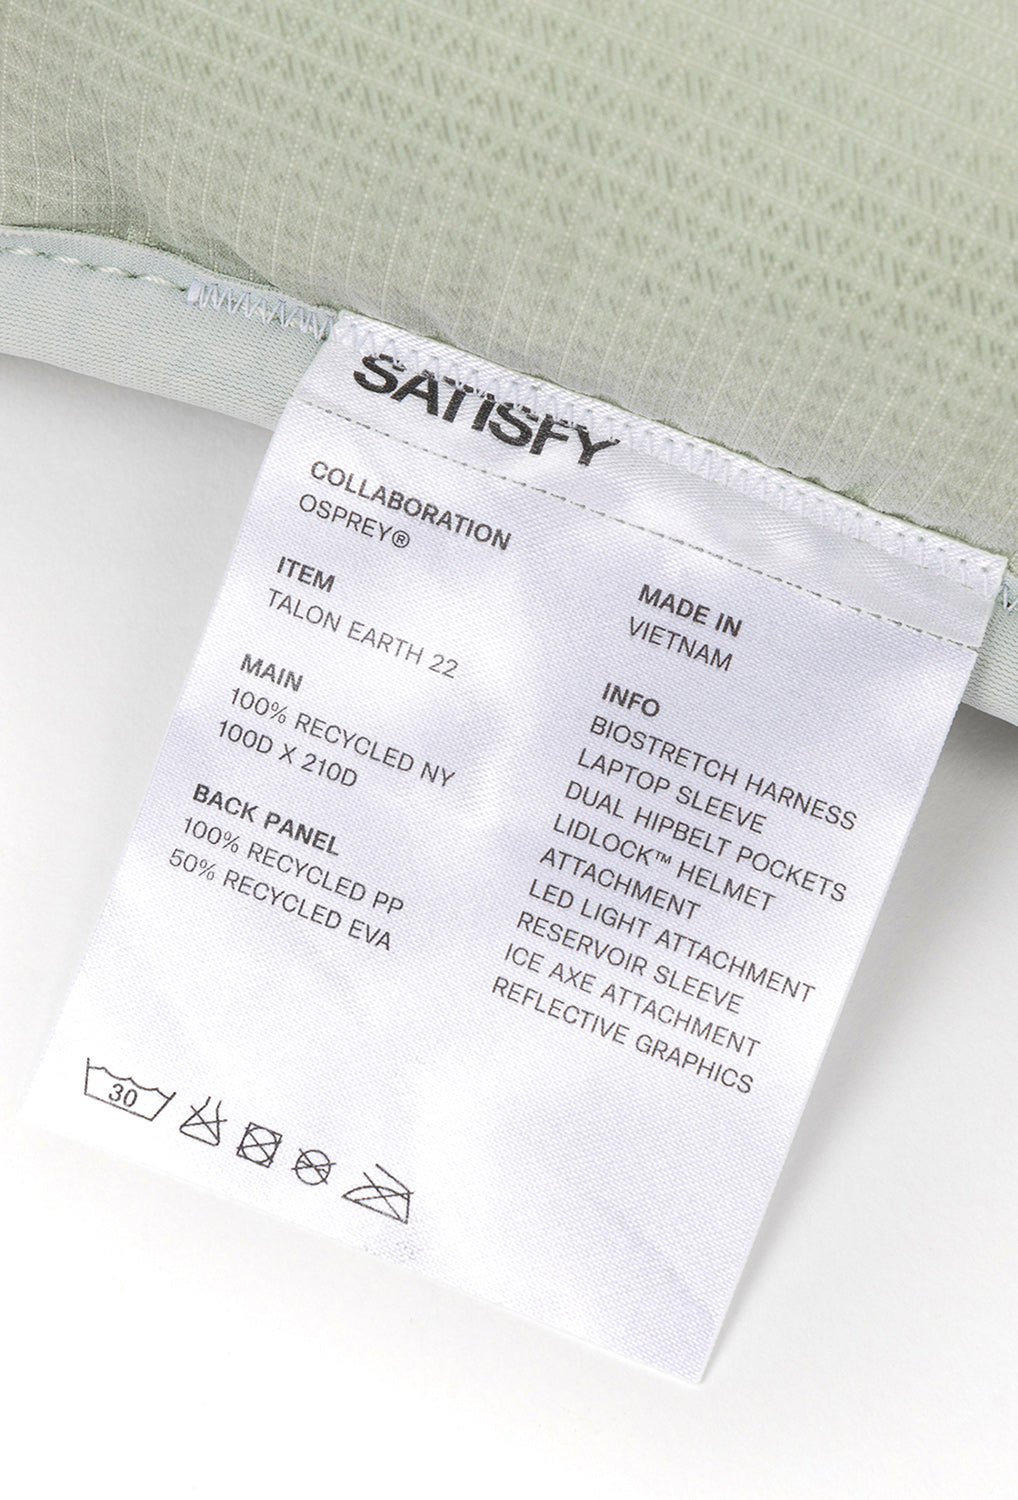 SATISFY
COLLABORATION
OSPREY®
ITEM
TALON EARTH 22
MAIN
100% RECYCLED NY
100D X 210D
BACK PANEL
100% RECYCLED PP
50% RECYCLED EVA
MADE IN
VIETNAM
INFO
BIOSTRETCH HARNESS
LAPTOP SLEEVE
DUAL HIPBELT POCKETS
LIDLOCK™ HELMET
ATTACHMENT
LED LIGHT ATTACHMENT
RESERVOIR SLEEVE
ICE AXE ATTACHMENT
REFLECTIVE GRAPHICS
30